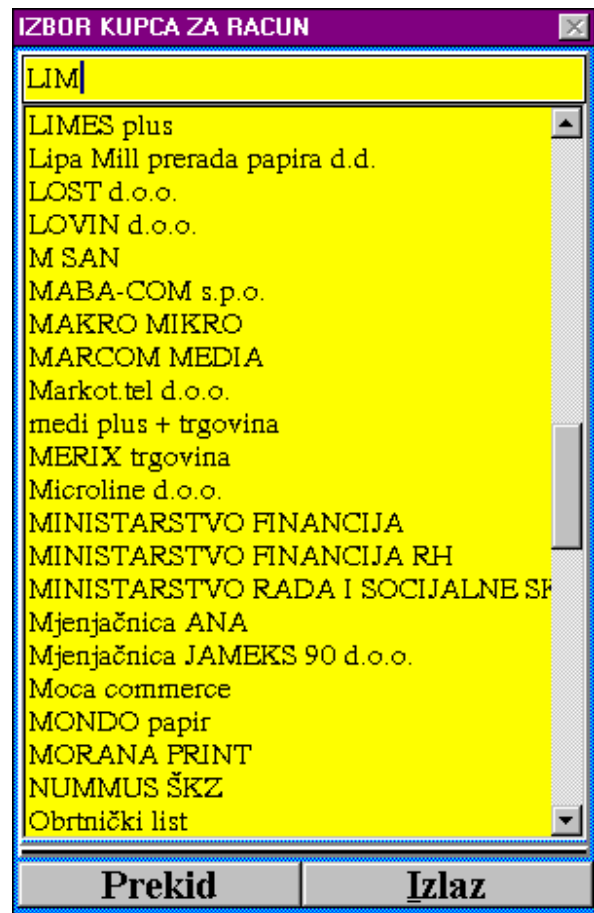 IZBOR KUPCA ZA RACUN
LIM
LIMES plus
Lipa Mill prerada papira d.d.
LOST d.o.o.
LOVIN d.o.o.
M SAN
MABA-COM s.p.o.
MAKRO MIKRO
MARCOM MEDIA
Markot.tel d.o.o.
medi plus + trgovina
MERIX trgovina
Microline d.o.o.
MINISTARSTVO FINANCIJA
MINISTARSTVO FINANCIJA RH
MINISTARSTVO RADA I SOCIJALNE SK
Mjenjačnica ANA
Mjenjačnica JAMEKS 90 d.o.o.
Moca commerce
MONDO papir
MORANA PRINT
NUMMUS ŠKZ
Obrtnički list
Prekid Izlaz